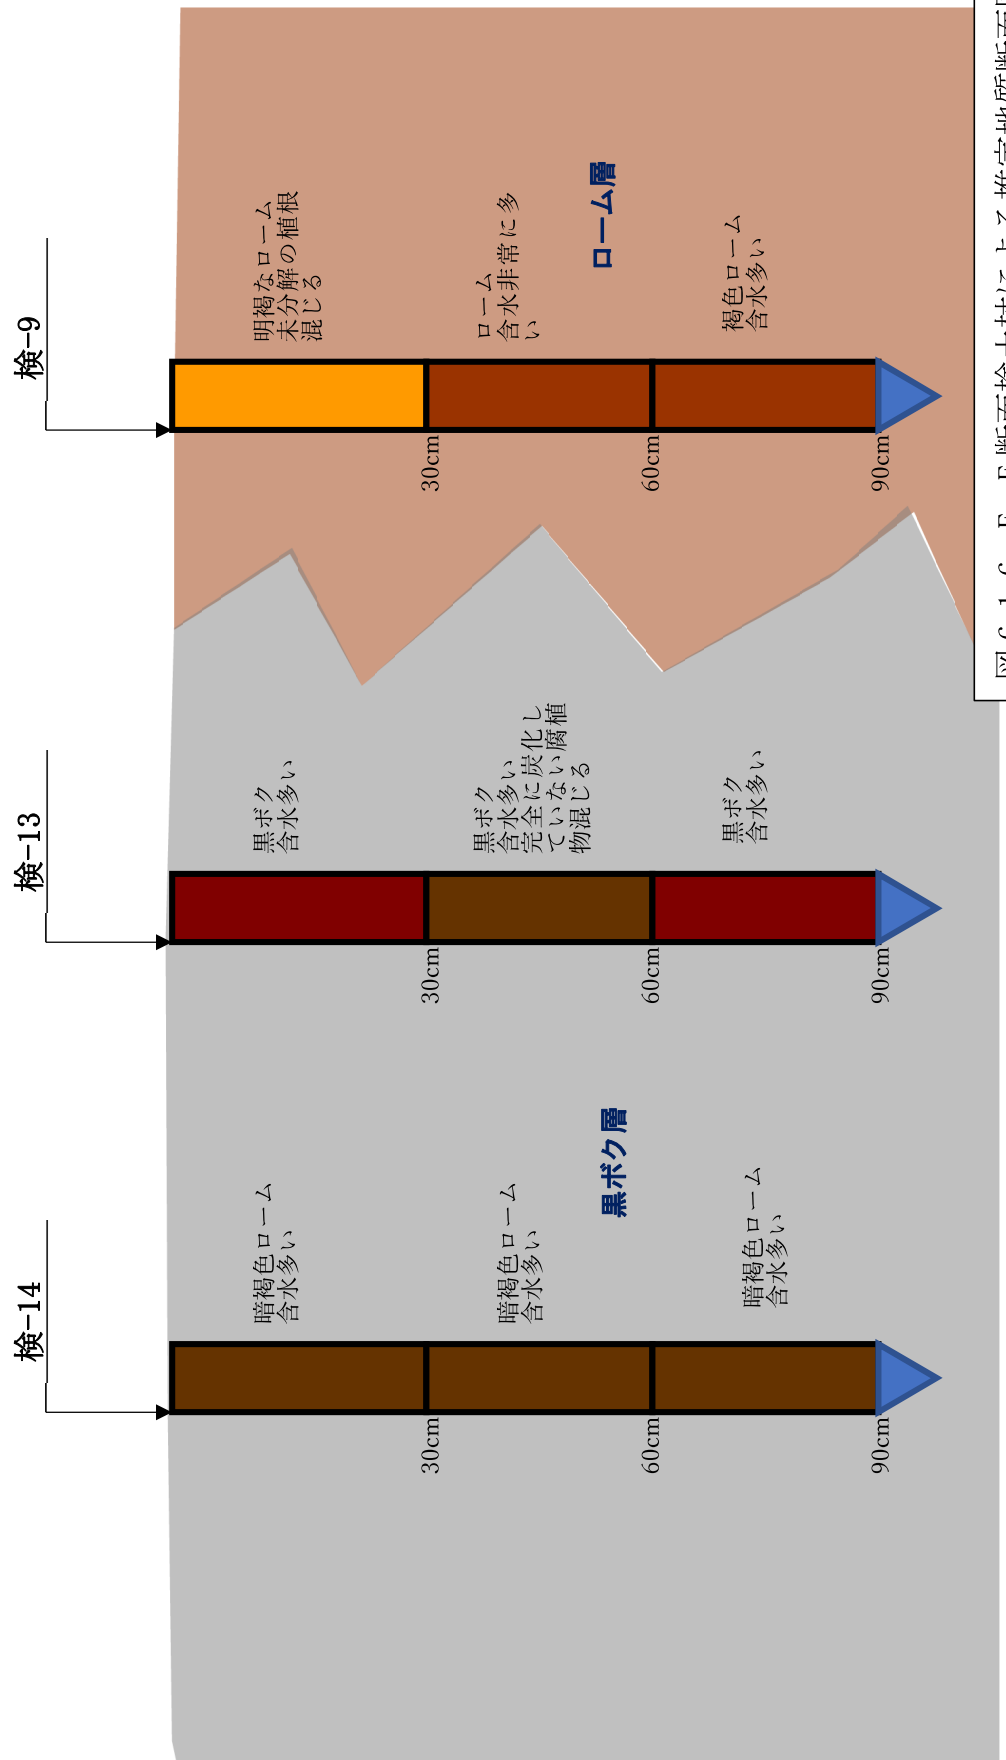 検-14
暗褐色ローム
含水多い
30cm
暗褐色ローム
含水多い
60cm
暗褐色ローム
含水多い
90cm
黒ボク層
検-13
黒ボク
含水多い
30cm
黒ボク
含水多い
完全に炭化し
ていない腐植
物混じる
60cm
黒ボク
含水多い
90cm
検-9
明褐なローム
未分解の植根
混じる
30cm
ローム
含水非常に多
い
60cm
褐色ローム
含水多い
90cm
ローム層